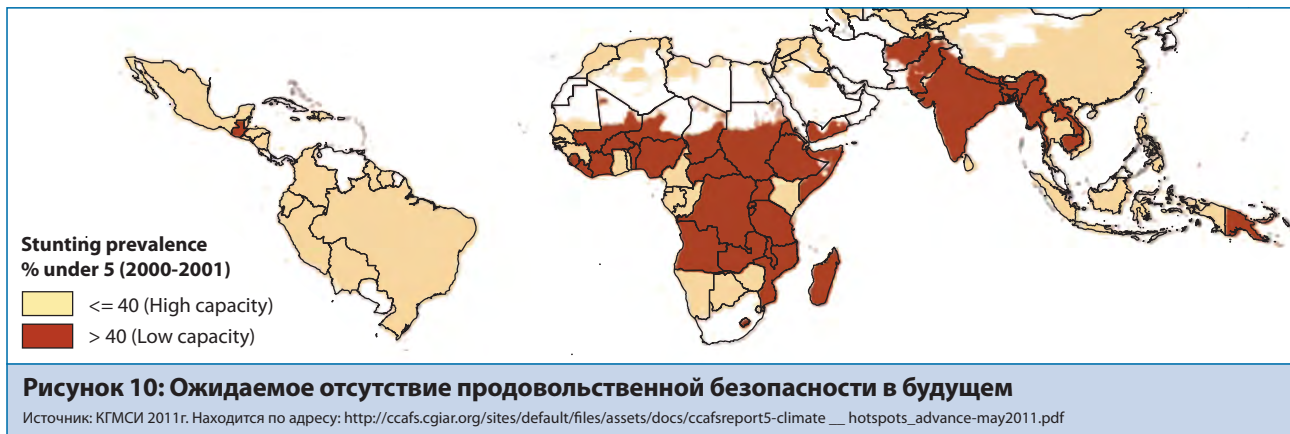 Stunting prevalence
% under 5 (2000-2001)
<= 40 (High capacity)
> 40 (Low capacity)
Рисунок 10: Ожидаемое отсутствие продовольственной безопасности в будущем
Источник: КГМСИ 2011г. Находится по адресу: http://ccafs.cgiar.org/sites/default/files/assets/docs/ccafsreport5-climate __ hotspots_advance-may2011.pdf